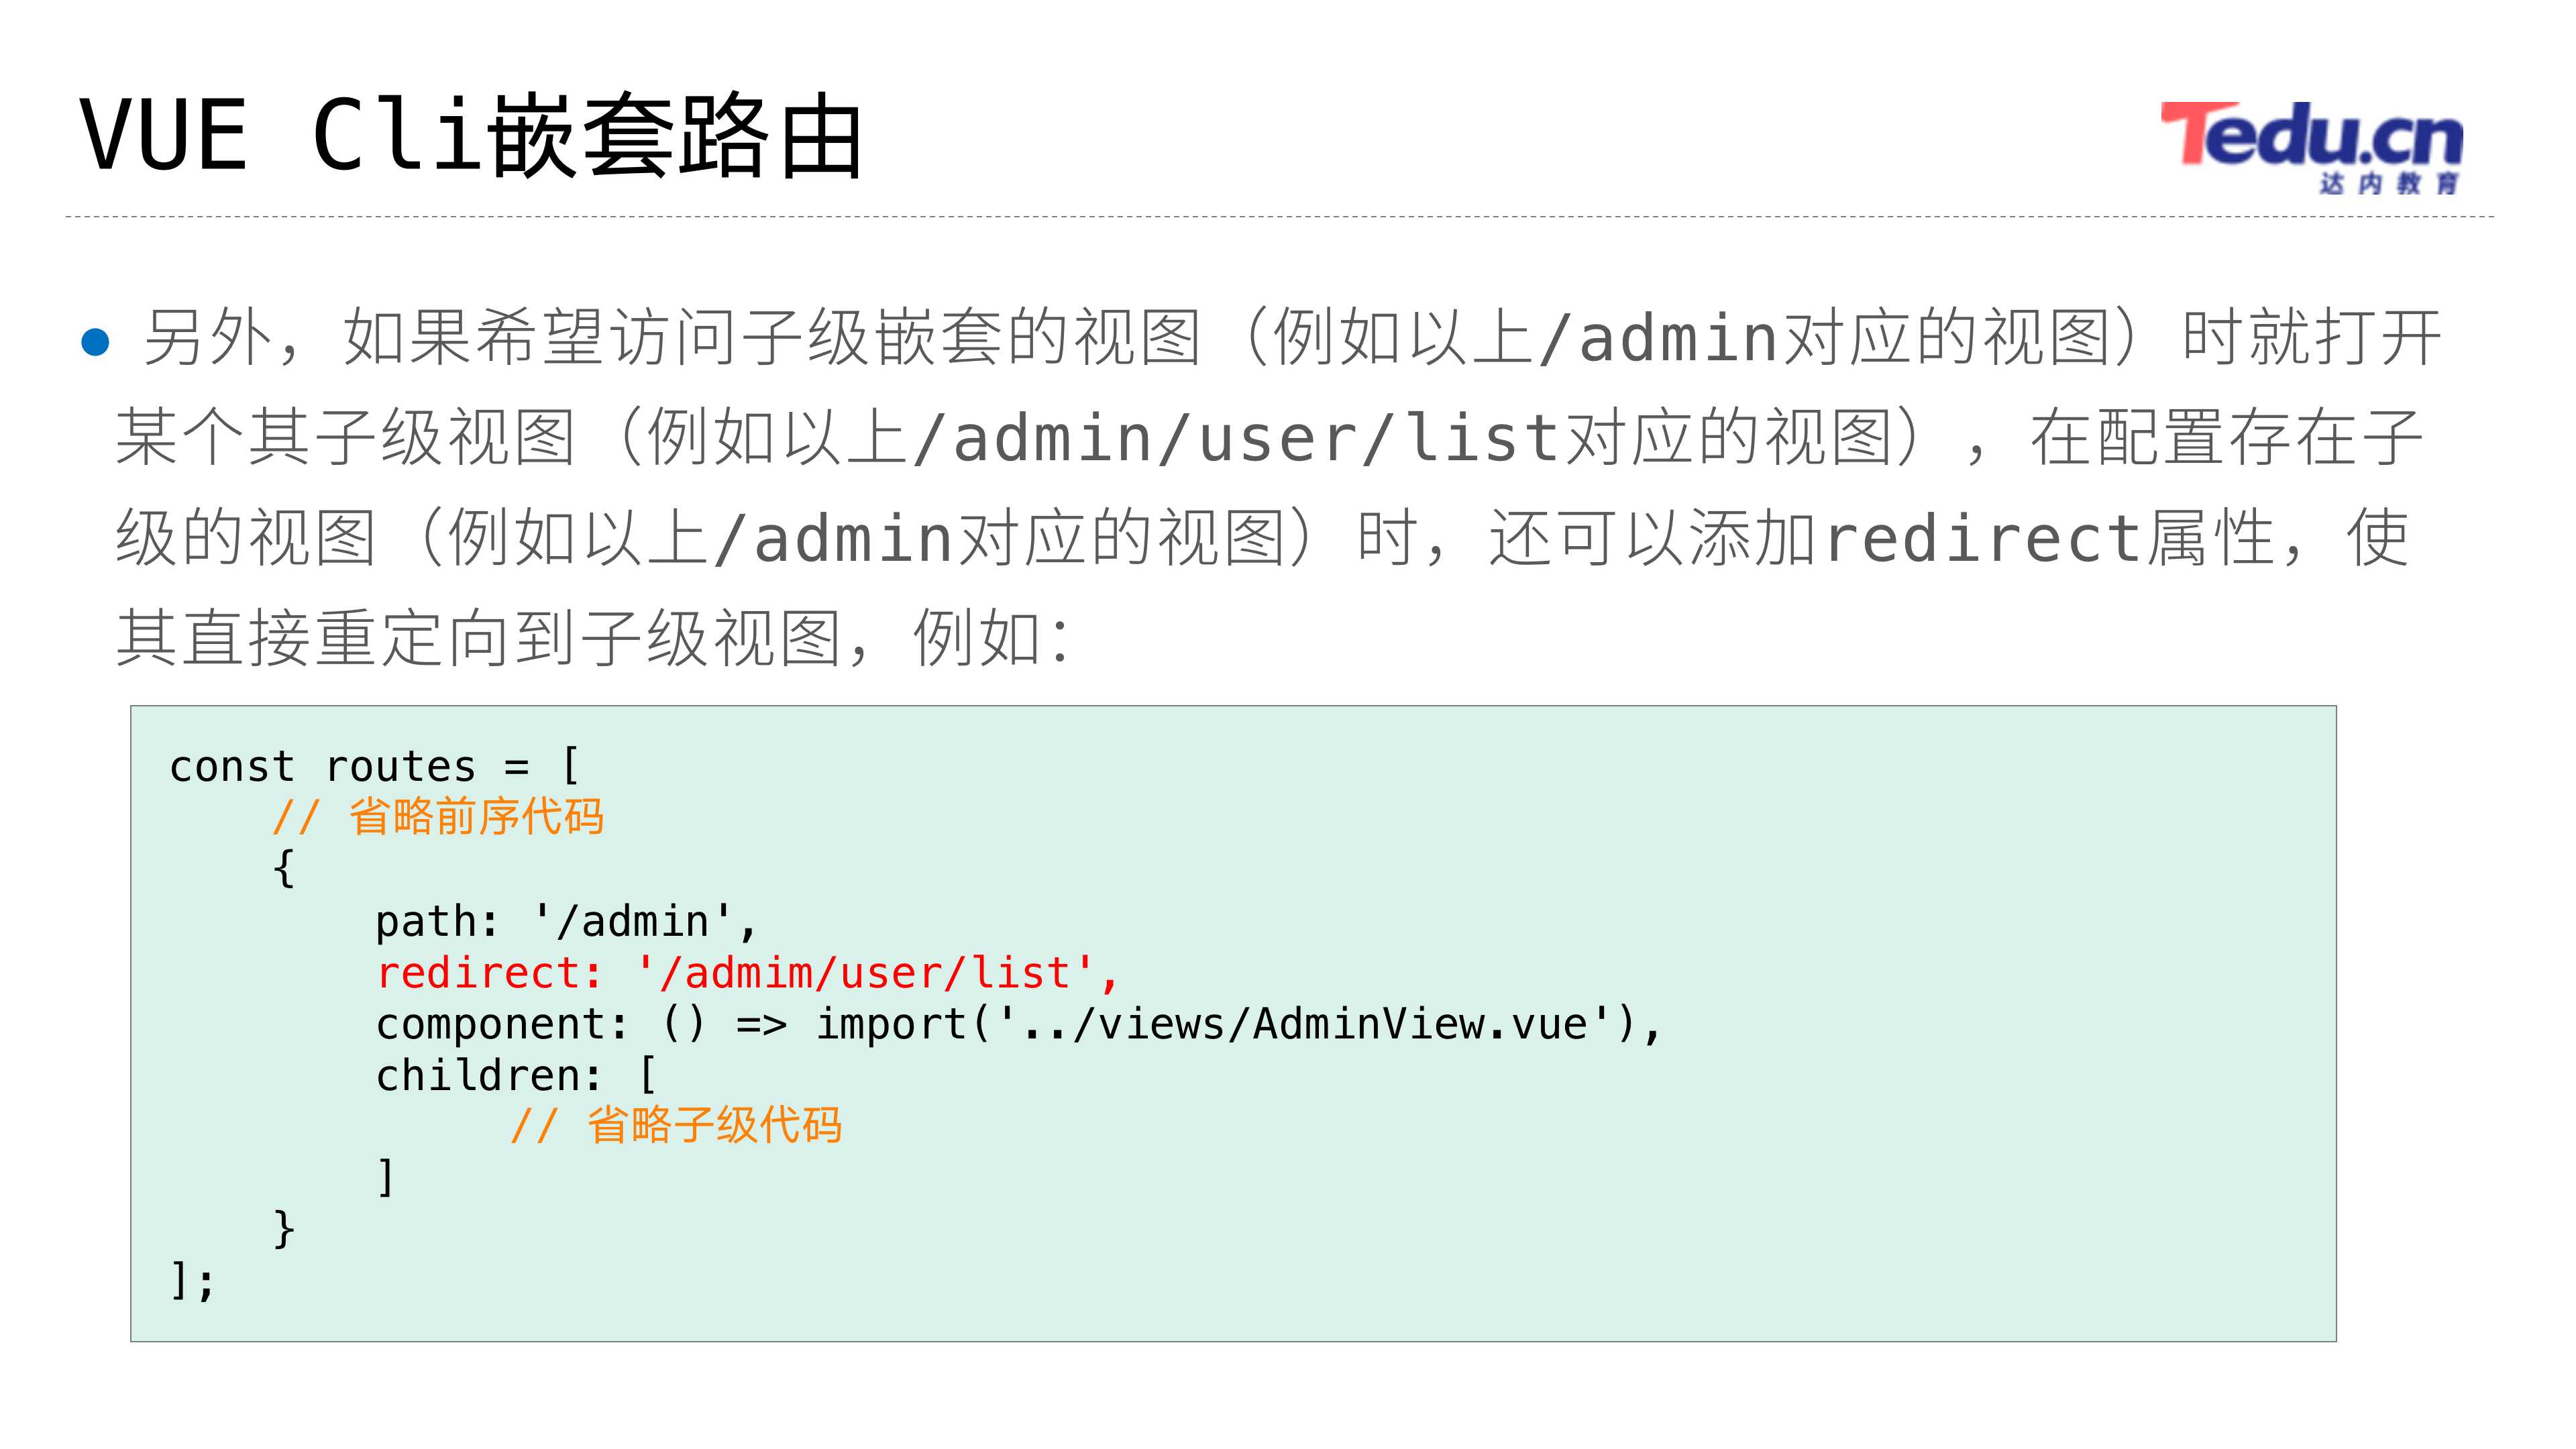 VUE Cli嵌套路由
Tedu.cn
达内教育
● 另外，如果希望访问子级嵌套的视图（例如以上/admin对应的视图）时就打开
某个其子级视图（例如以上/admin/user/list对应的视图），在配置存在子
级的视图（例如以上/admin对应的视图）时，还可以添加redirect属性，使
其直接重定向到子级视图，例如：
const routes = [
    // 省略前序代码
    {
        path: '/admin',
        redirect: '/admim/user/list',
        component: () => import('../views/AdminView.vue'),
        children: [
             // 省略子级代码
        ]
    }
];